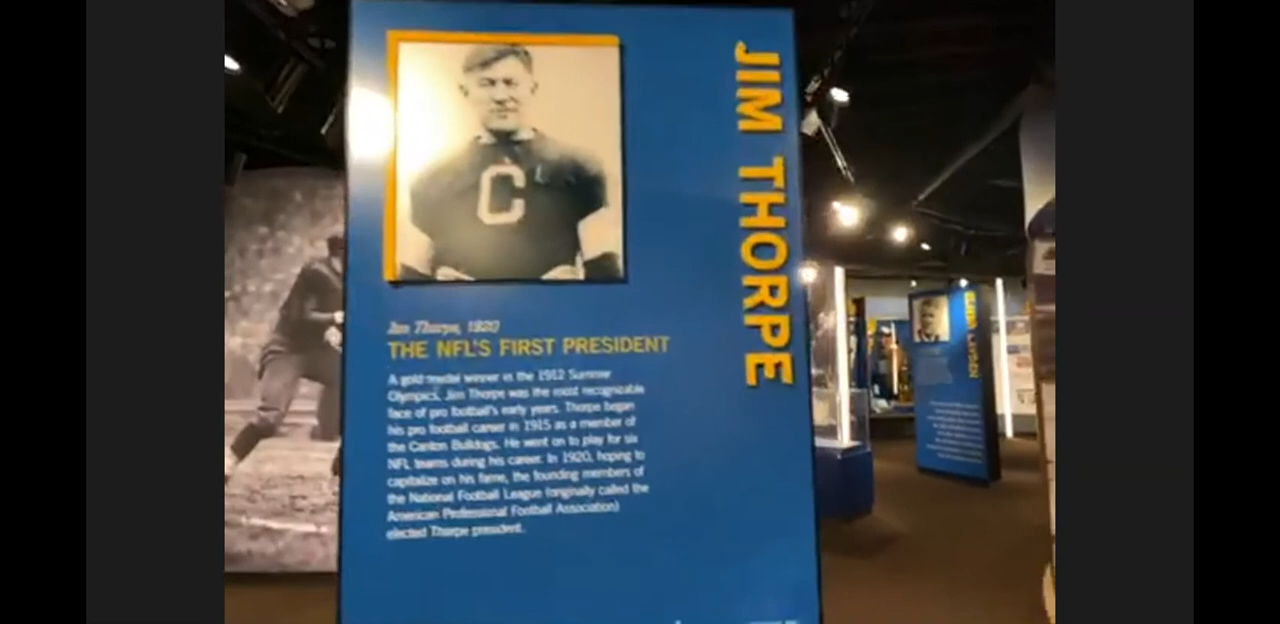 JIM THORPE
C
Jim Thorpe, 1920
THE NFL'S FIRST PRESIDENT
A gold medal winner in the 1912 Summer
Olympics, Jim Thorpe was the most recognizable
face of pro football's early years. Thorpe began
his pro football career in 1915 as a member of
the Canton Bulldogs. He went on to play for six
NFL teams during his career. In 1920, hoping to
capitalize on his fame, the founding members of
the National Football League (originally called the
American Professional Football Association)
elected Thorpe president.